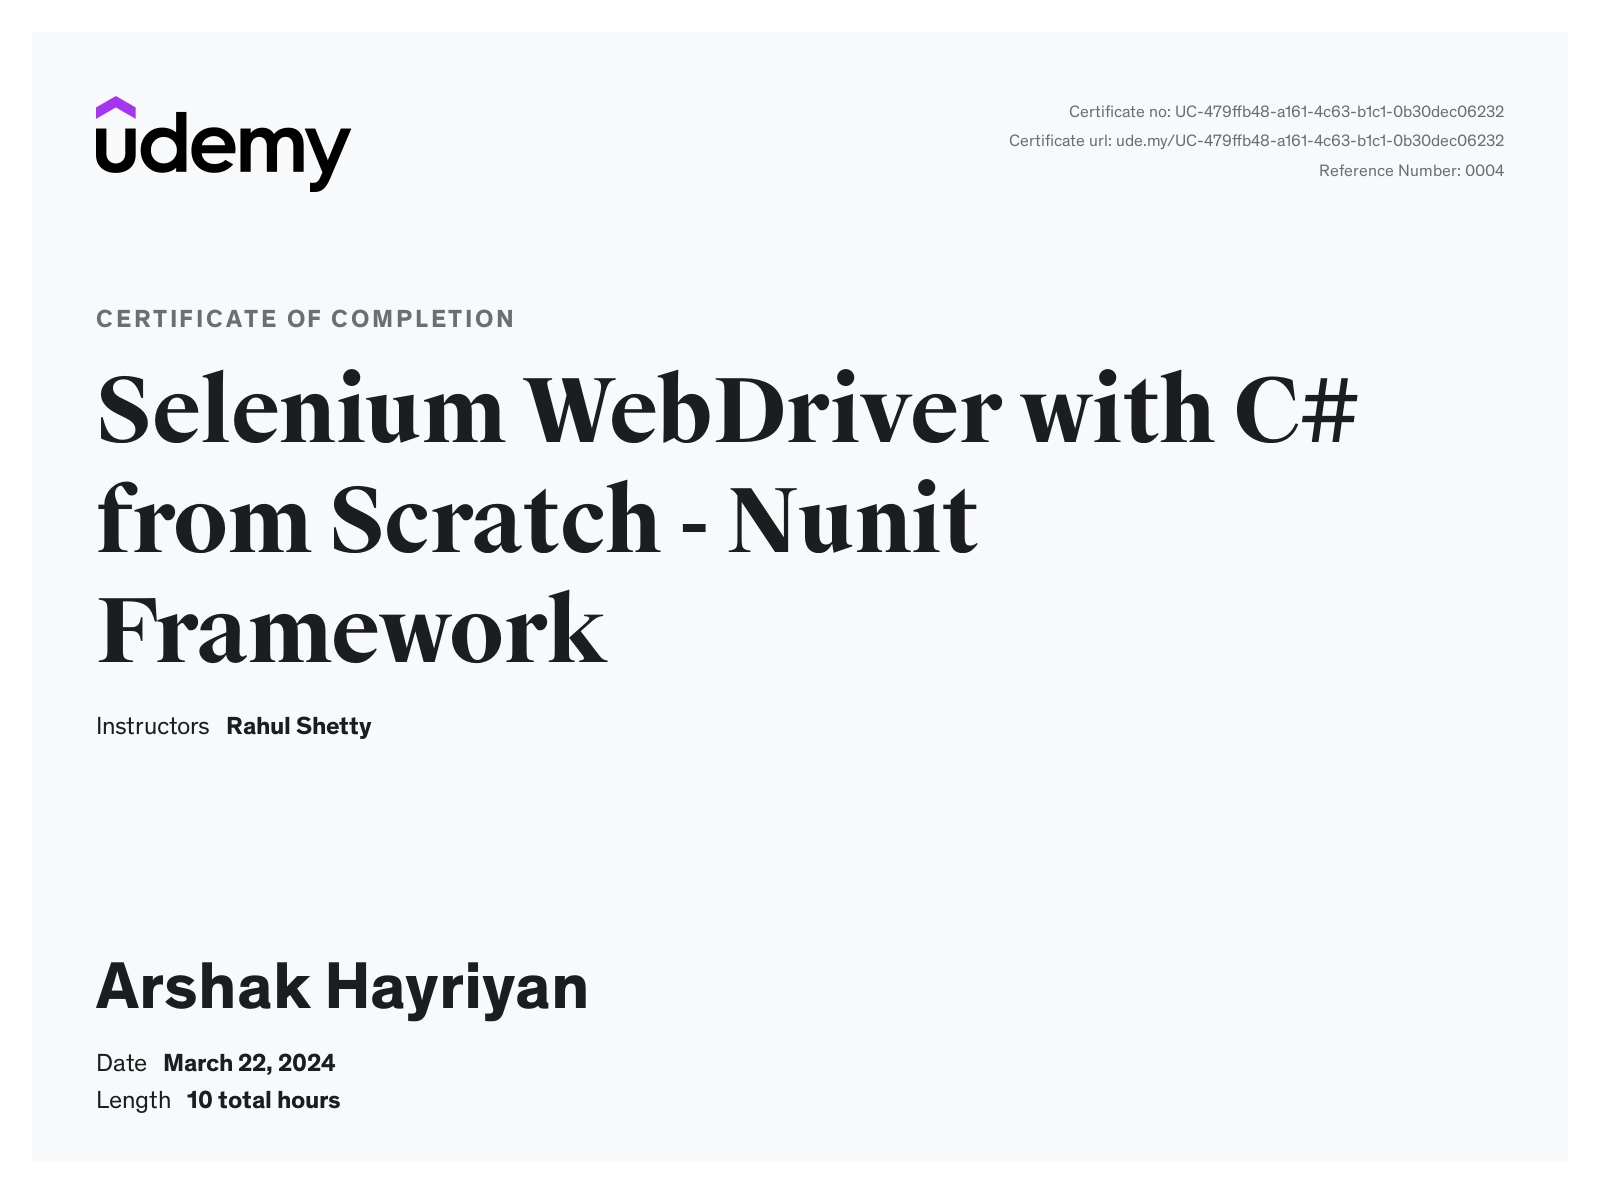 udemy
Certificate no: UC-479ffb48-a161-4c63-b1c1-0b30dec06232
Certificate url: ude.my/UC-479ffb48-a161-4c63-b1c1-0b30dec06232
Reference Number: 0004
CERTIFICATE OF COMPLETION
Selenium WebDriver with C#
from Scratch - Nunit
Framework
Instructors Rahul Shetty
Arshak Hayriyan
Date March 22, 2024
Length 10 total hours